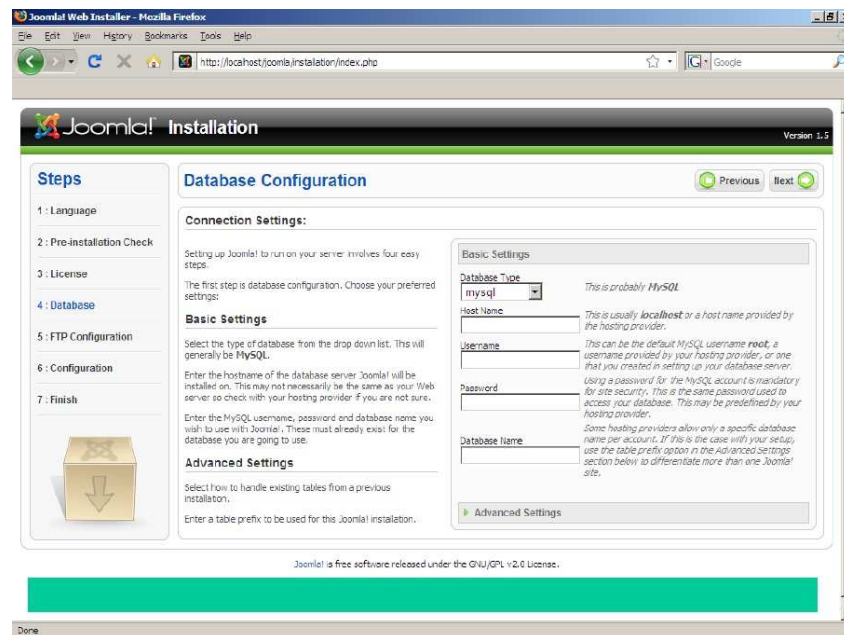 Joomla! Web Installer - Mozilla Firefox
File Edit View History Bookmarks Tools Help
http://localhost/joomla/installation/index.php
Google
Joomla! Installation
Version 1.5
Steps
1 : Language
2 : Pre-installation Check
3 : License
4 : Database
5 : FTP Configuration
6 : Configuration
7 : Finish
Database Configuration
Previous
Next
Connection Settings:
Setting up Joomla! to run on your server involves four easy
steps.
The first step is database configuration. Choose your preferred
settings:
Basic Settings
Select the type of database from the drop down list. This will
generally be MySQL.
Enter the hostname of the database server Joomla! will be
installed on. This may not necessarily be the same as your Web
server so check with your hosting provider if you are not sure.
Enter the MySQL username, password and database name you
wish to use with Joomla!. These must already exist for the
database you are going to use.
Advanced Settings
Select how to handle existing tables from a previous
installation.
Enter a table prefix to be used for this Joomla! installation.
Basic Settings
Database Type
mysql
This is probably MySQL
Host Name
This is usually localhost or a host name provided by
the hosting provider.
Username
This can be the default MySQL username root, a
username provided by your hosting provider, or one
that you created in setting up your database server.
Password
Using a password for the MySQL account is mandatory
for site security. This is the same password used to
access your database. This may be predefined by your
hosting provider.
Database Name
Some hosting providers allow only a specific database
name per account. If this is the case with your setup,
use the table prefix option in the Advanced Settings
section below to differentiate more than one Joomla!
site.
Advanced Settings
Joomla! is free software released under the GNU/GPL v2.0 License.
Done